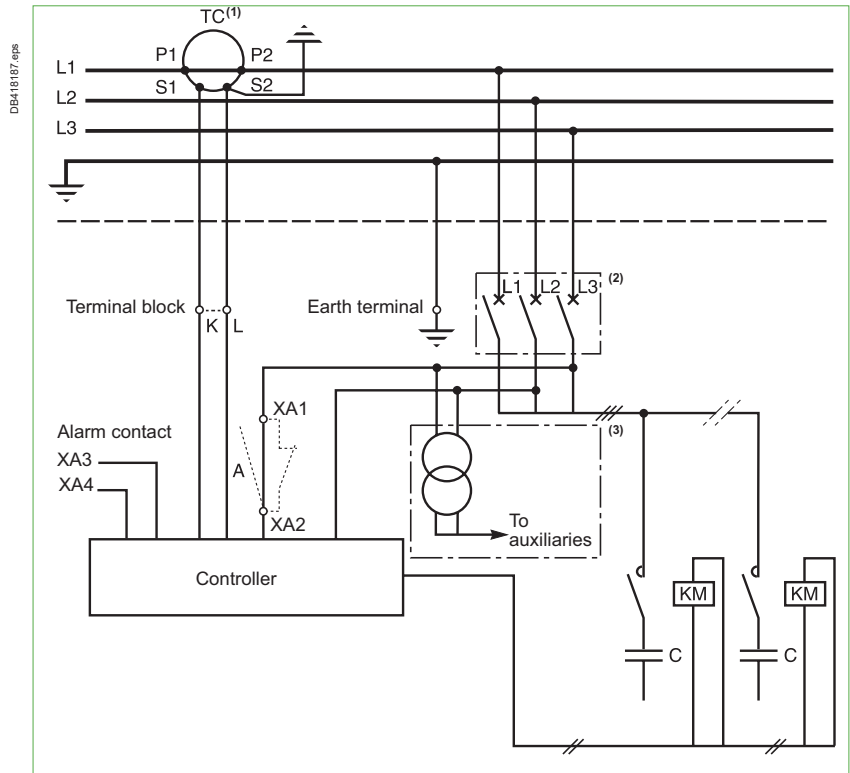 DB418187.eps
TC(1)
P1 P2
L1
S1 S2
L2
L3
L1 L2 L3 (2)
Terminal block
K L
Earth terminal
XA1
(3)
Alarm contact
XA3
A
XA4
XA2
To
auxiliaries
Controller
KM KM
C C